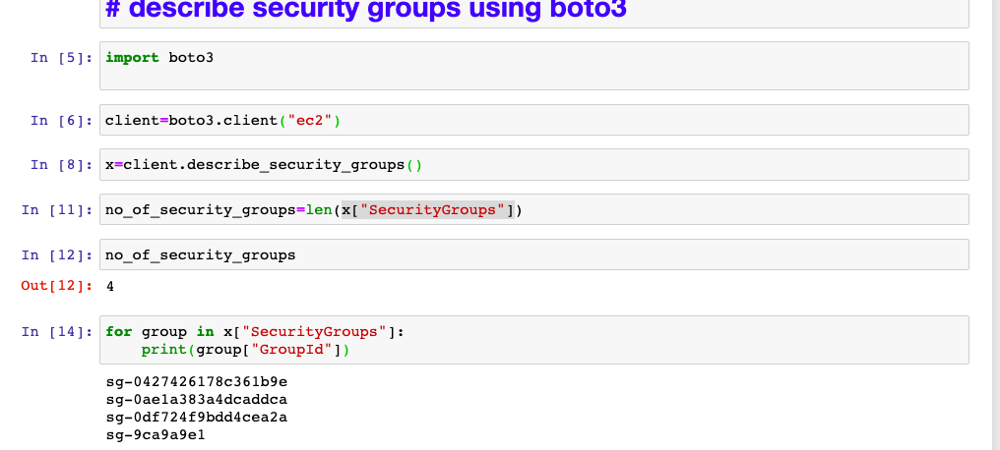 # describe security groups using boto3
In [5]: import boto3
In [6]: client=boto3.client("ec2")
In [8]: x=client.describe_security_groups()
In [11]: no_of_security_groups=len(x["SecurityGroups"])
In [12]: no_of_security_groups
Out[12]: 4
In [14]: for group in x["SecurityGroups"]:
    print(group["GroupId"])
sg-0427426178c361b9e
sg-0ae1a383a4dcaddca
sg-0df724f9bdd4cea2a
sg-9ca9a9e1